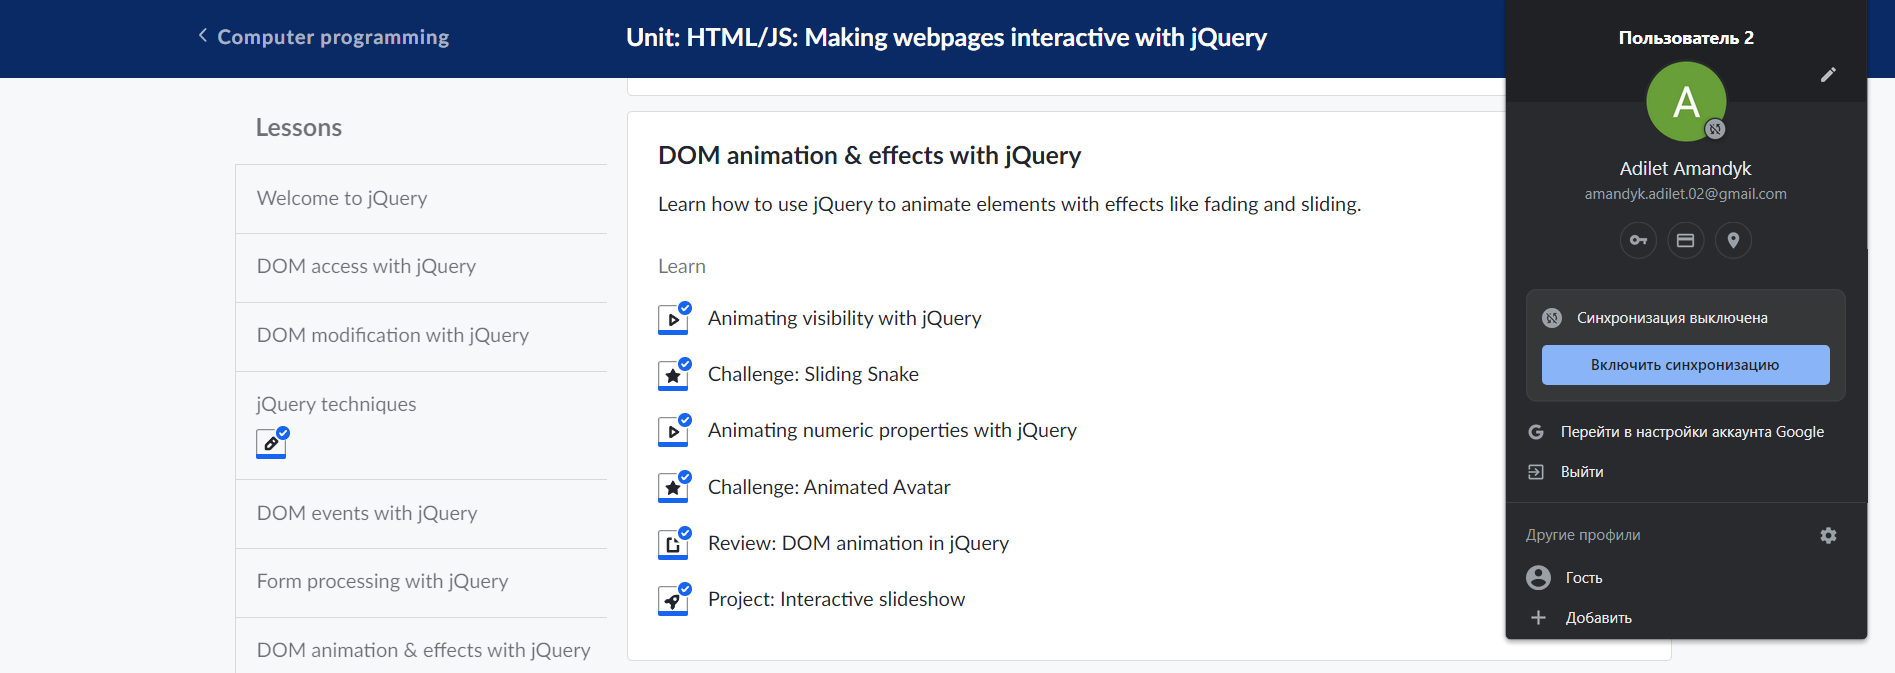 Computer programming
Unit: HTML/JS: Making webpages interactive with jQuery
Lessons
Welcome to jQuery
DOM access with jQuery
DOM modification with jQuery
jQuery techniques
DOM events with jQuery
Form processing with jQuery
DOM animation & effects with jQuery
DOM animation & effects with jQuery
Learn how to use jQuery to animate elements with effects like fading and sliding.
Learn
Animating visibility with jQuery
Challenge: Sliding Snake
Animating numeric properties with jQuery
Challenge: Animated Avatar
Review: DOM animation in jQuery
Project: Interactive slideshow
Пользователь 2
A
Adilet Amandyk
amandyk.adilet.02@gmail.com
Синхронизация выключена
Включить синхронизацию
G Перейти в настройки аккаунта Google
Выйти
Другие профили
Гость
Добавить